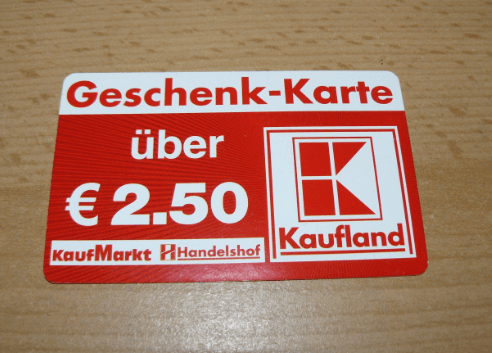 Geschenk-Karte
über
€ 2.50
KaufMarkt Handelshof
Kaufland